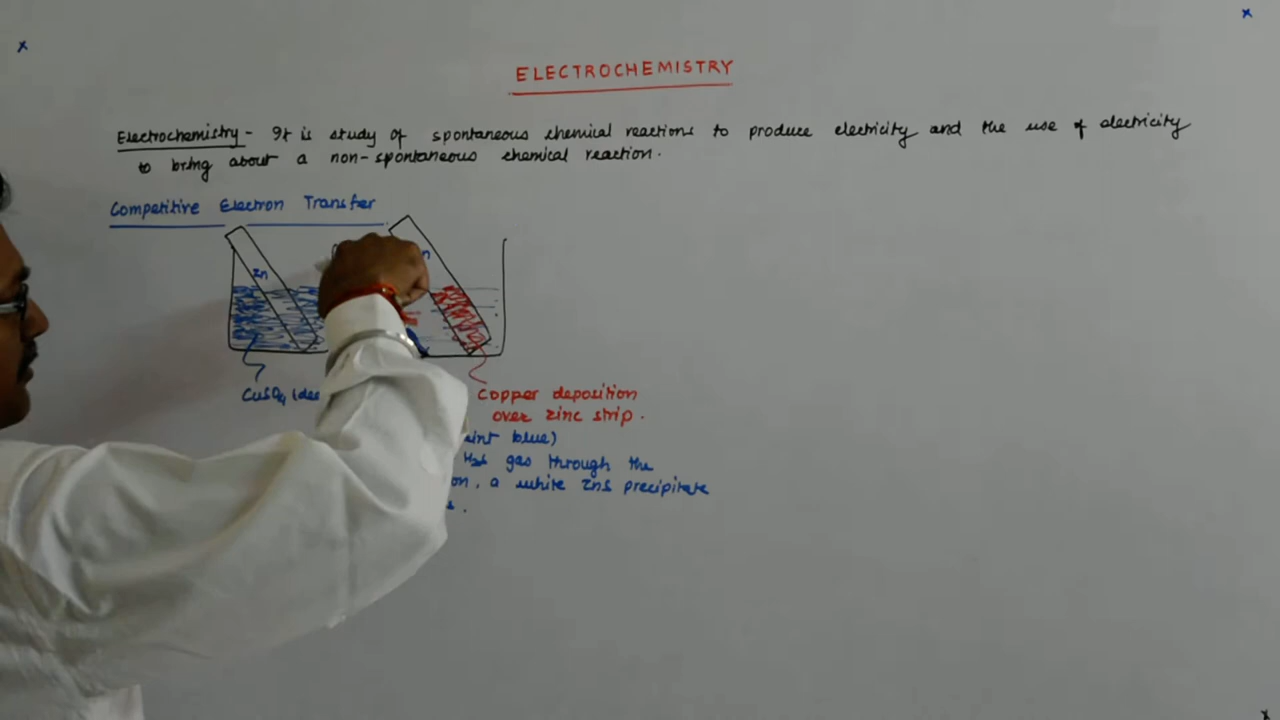 ELECTROCHEMISTRY
Electrochemistry - It is study of spontaneous chemical reactions to produce electricity and the use of electricity
to bring about a non-spontaneous chemical reaction.
Competitive Electron Transfer
Zn
n
CuSO4
Copper deposition
over zinc strip.
blue)
H2S gas through the
on, a white ZnS precipitate